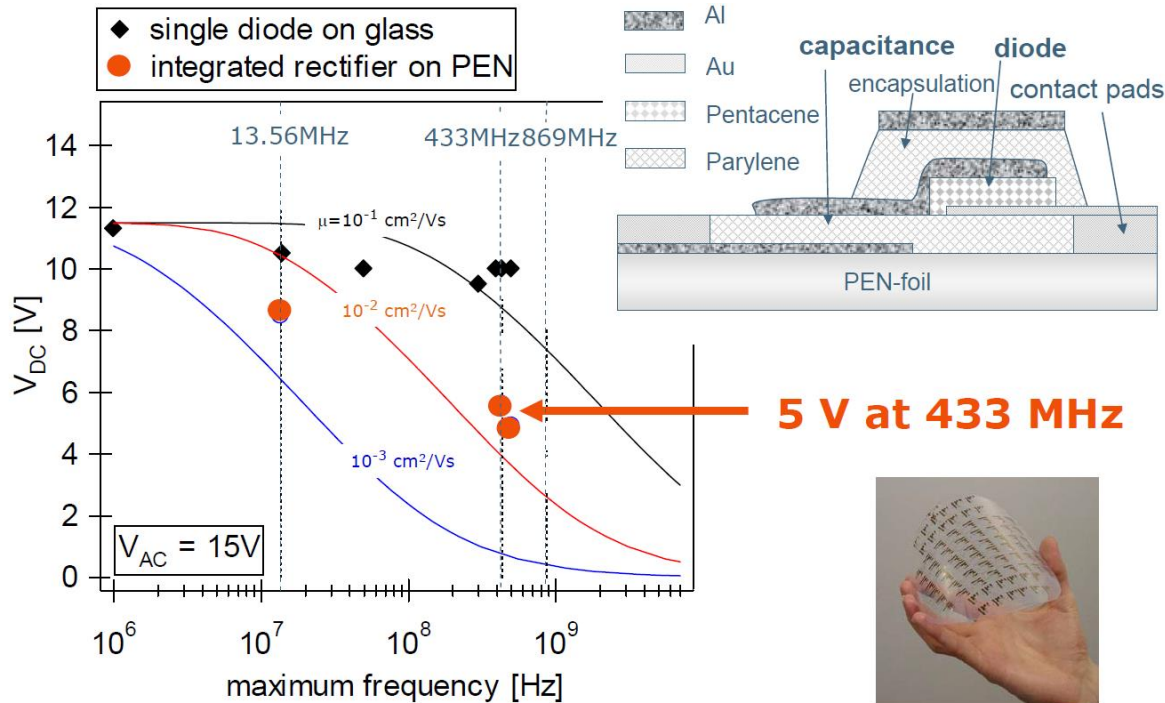 single diode on glass
integrated rectifier on PEN
13.56MHz
433MHz
869MHz
14
12
10
8
6
4
2
0
V_DC [V]
μ=10⁻¹ cm²/Vs
10⁻² cm²/Vs
10⁻³ cm²/Vs
V_AC = 15V
10⁶
10⁷
10⁸
10⁹
maximum frequency [Hz]
Al
Au
Pentacene
Parylene
capacitance
diode
encapsulation
contact pads
PEN-foil
5 V at 433 MHz